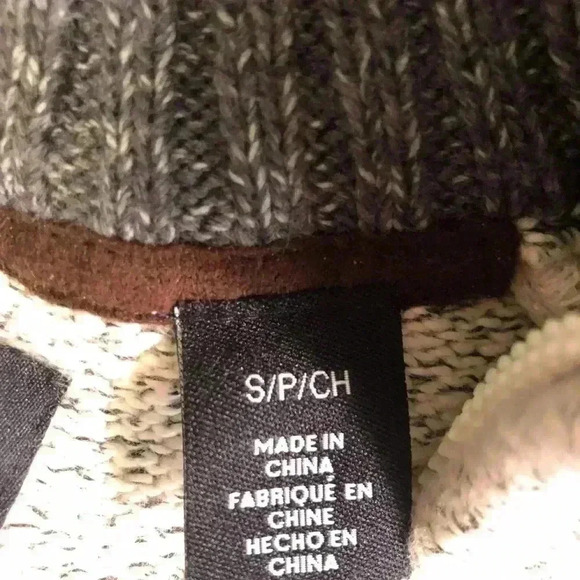 S/P/CH
MADE IN
CHINA
FABRIQUÉ EN
CHINE
HECHO EN
CHINA